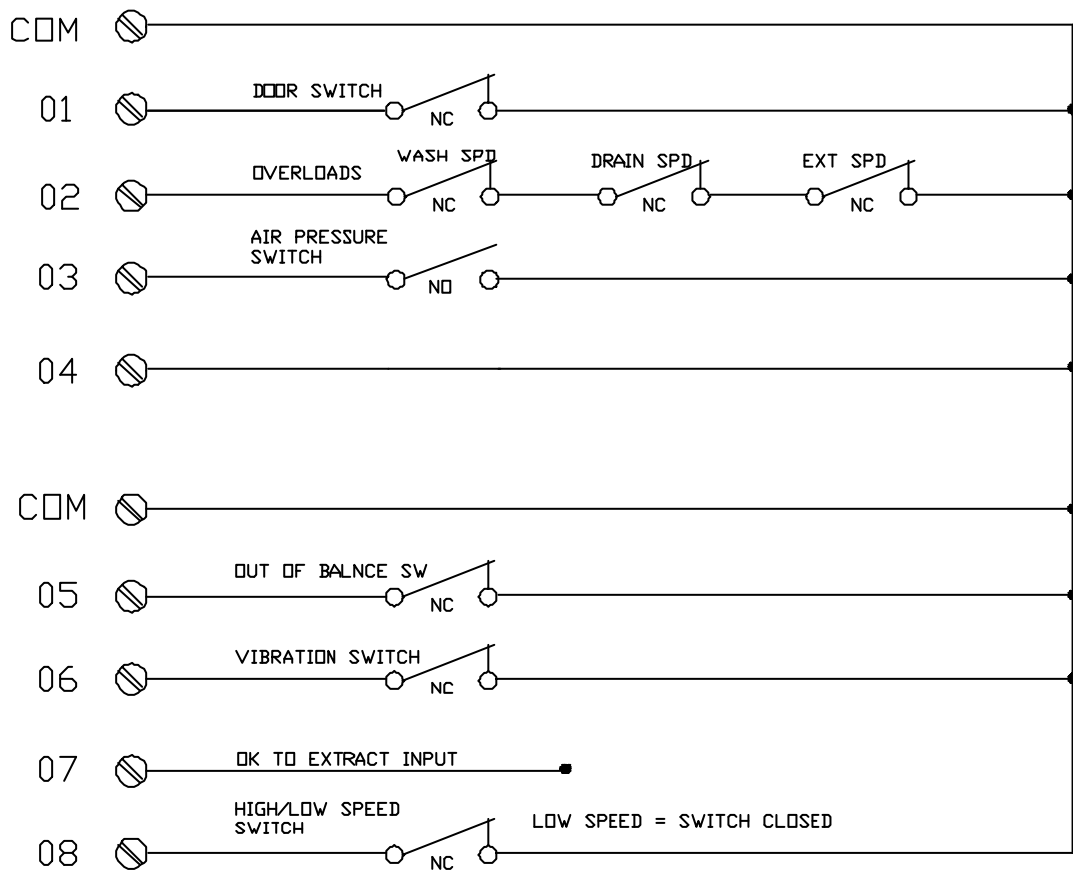 COM
01 DOOR SWITCH NC
WASH SPD DRAIN SPD EXT SPD
02 OVERLOADS NC NC NC
AIR PRESSURE
SWITCH
03 NO
04
COM
05 OUT OF BALNCE SW NC
06 VIBRATION SWITCH NC
07 OK TO EXTRACT INPUT
HIGH/LOW SPEED
SWITCH LOW SPEED = SWITCH CLOSED
08 NC